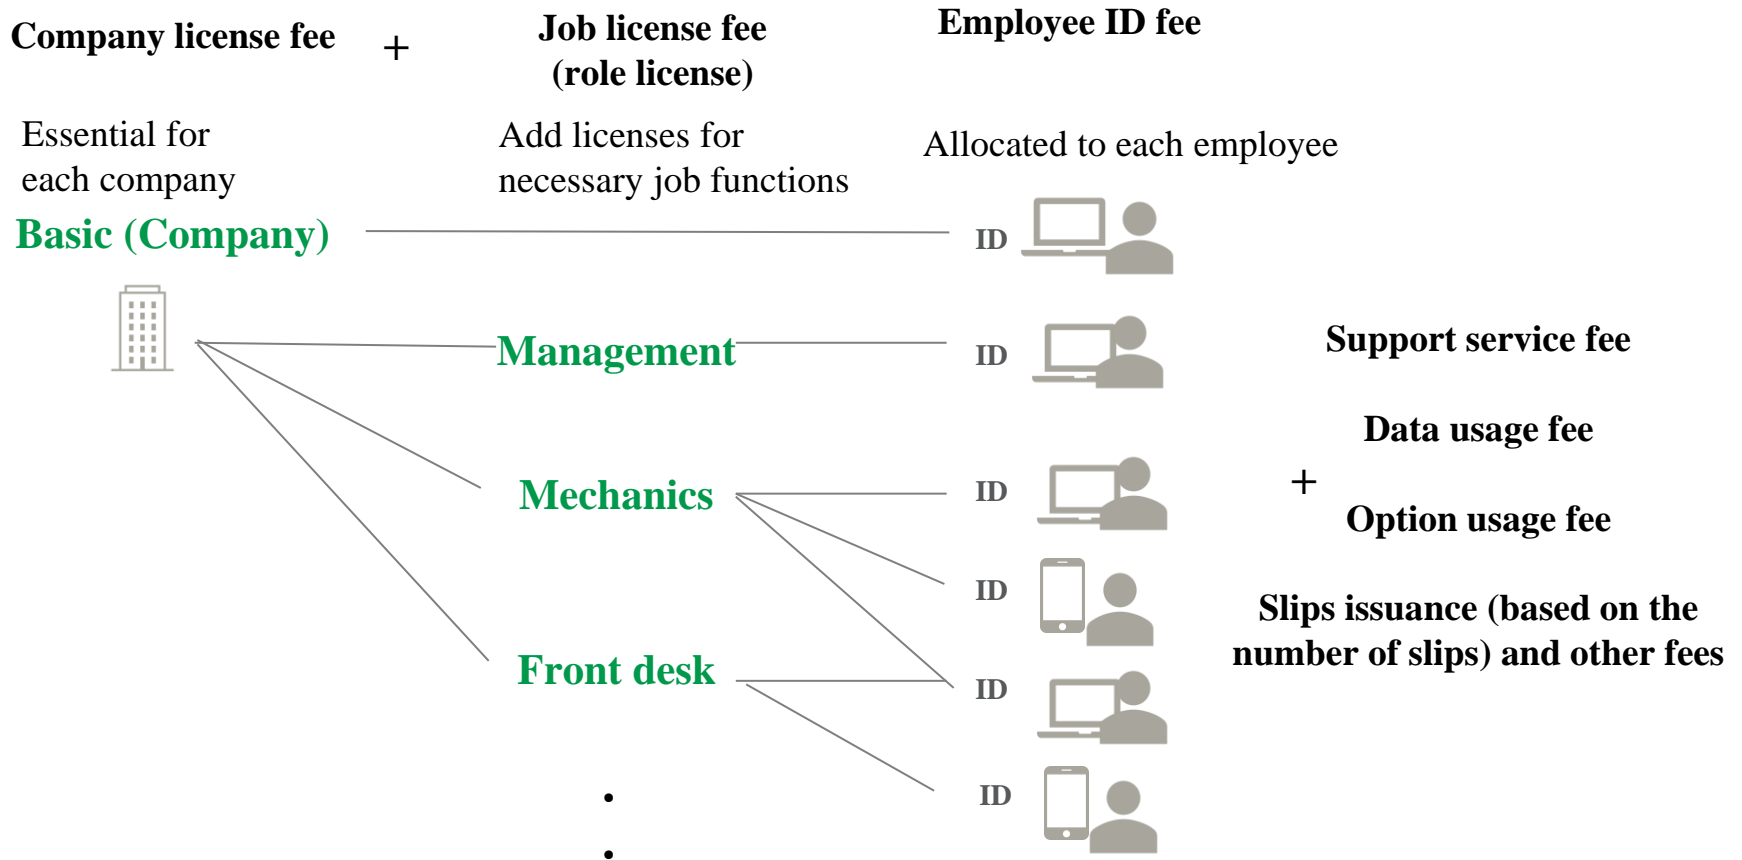 Company license fee
+
Job license fee
(role license)
Employee ID fee
Essential for
each company
Add licenses for
necessary job functions
Allocated to each employee
Basic (Company)
ID
Management
ID
Mechanics
ID
ID
Front desk
ID
ID
+
Support service fee
Data usage fee
Option usage fee
Slips issuance (based on the
number of slips) and other fees